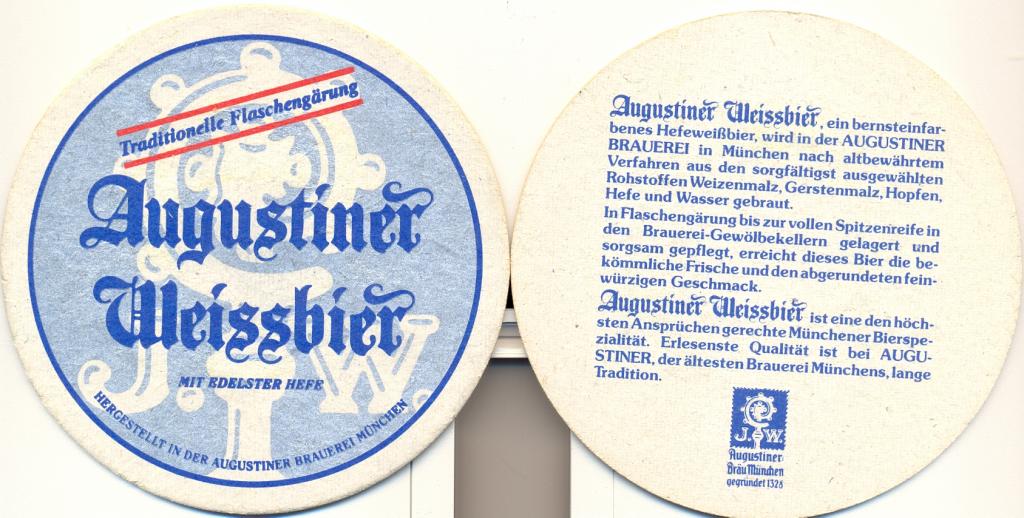 Traditionelle Flaschengärung
Augustiner
Weissbier
MIT EDELSTER HEFE
J. W.
HERGESTELLT IN DER AUGUSTINER BRAUEREI MÜNCHEN
Augustiner Weissbier, ein bernsteinfar-
benes Hefeweißbier, wird in der AUGUSTINER
BRAUEREI in München nach altbewährtem
Verfahren aus den sorgfältigst ausgewählten
Rohstoffen Weizenmalz, Gerstenmalz, Hopfen,
Hefe und Wasser gebraut.
In Flaschengärung bis zur vollen Spitzenreife in
den Brauerei-Gewölbekellern gelagert und
sorgsam gepflegt, erreicht dieses Bier die be-
kömmliche Frische und den abgerundeten fein-
würzigen Geschmack.
Augustiner Weissbier ist eine den höch-
sten Ansprüchen gerechte Münchener Bierspe-
zialität. Erlesenste Qualität ist bei AUGU-
STINER, der ältesten Brauerei Münchens, lange
Tradition.
J. W.
Augustiner
Bräu München
gegründet 1328